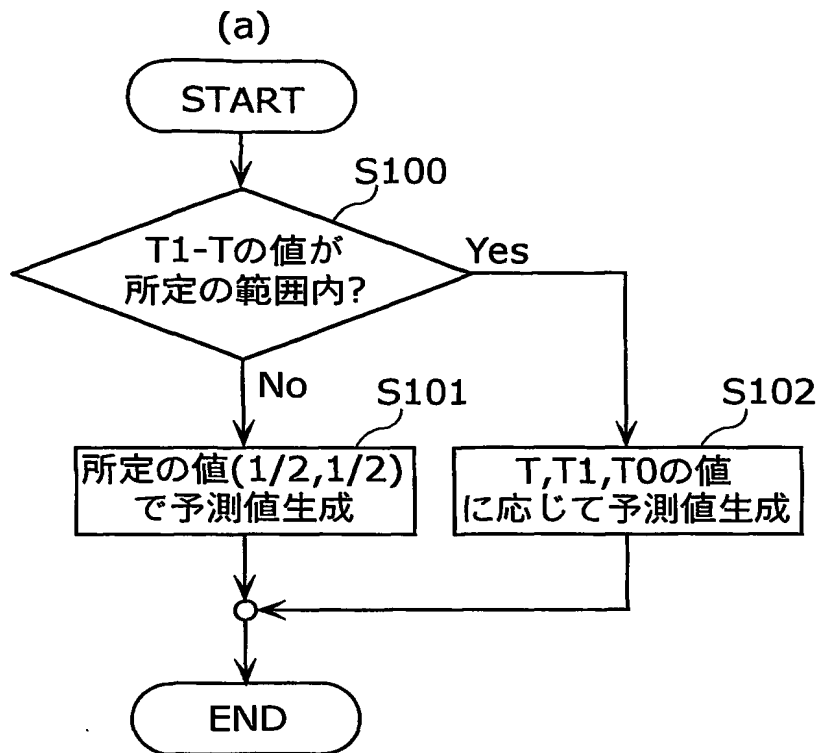 (a)
START
S100
T1-Tの値が
所定の範囲内?
Yes
No
S101
所定の値(1/2,1/2)
で予測値生成
S102
T,T1,T0の値
に応じて予測値生成
END